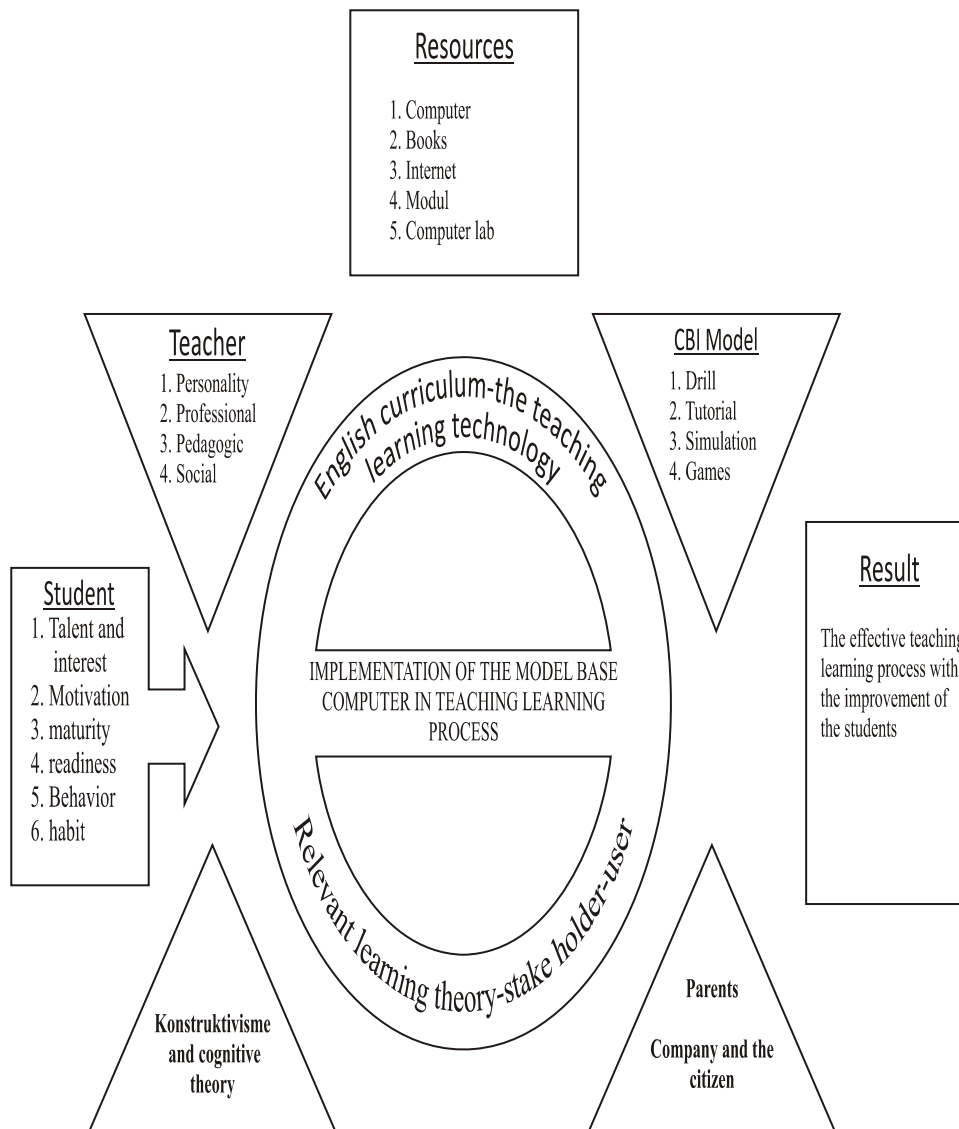 Resources
1. Computer
2. Books
3. Internet
4. Modul
5. Computer lab
Teacher
1. Personality
2. Professional
3. Pedagogic
4. Social
CBI Model
1. Drill
2. Tutorial
3. Simulation
4. Games
English curriculum-the teaching
learning technology
Student
1. Talent and
interest
2. Motivation
3. maturity
4. readiness
5. Behavior
6. habit
IMPLEMENTATION OF THE MODEL BASE
COMPUTER IN TEACHING LEARNING
PROCESS
Result
The effective teaching
learning process with
the improvement of
the students
Relevant learning theory-stake holder-user
Konstruktivisme
and cognitive
theory
Parents
Company and the
citizen